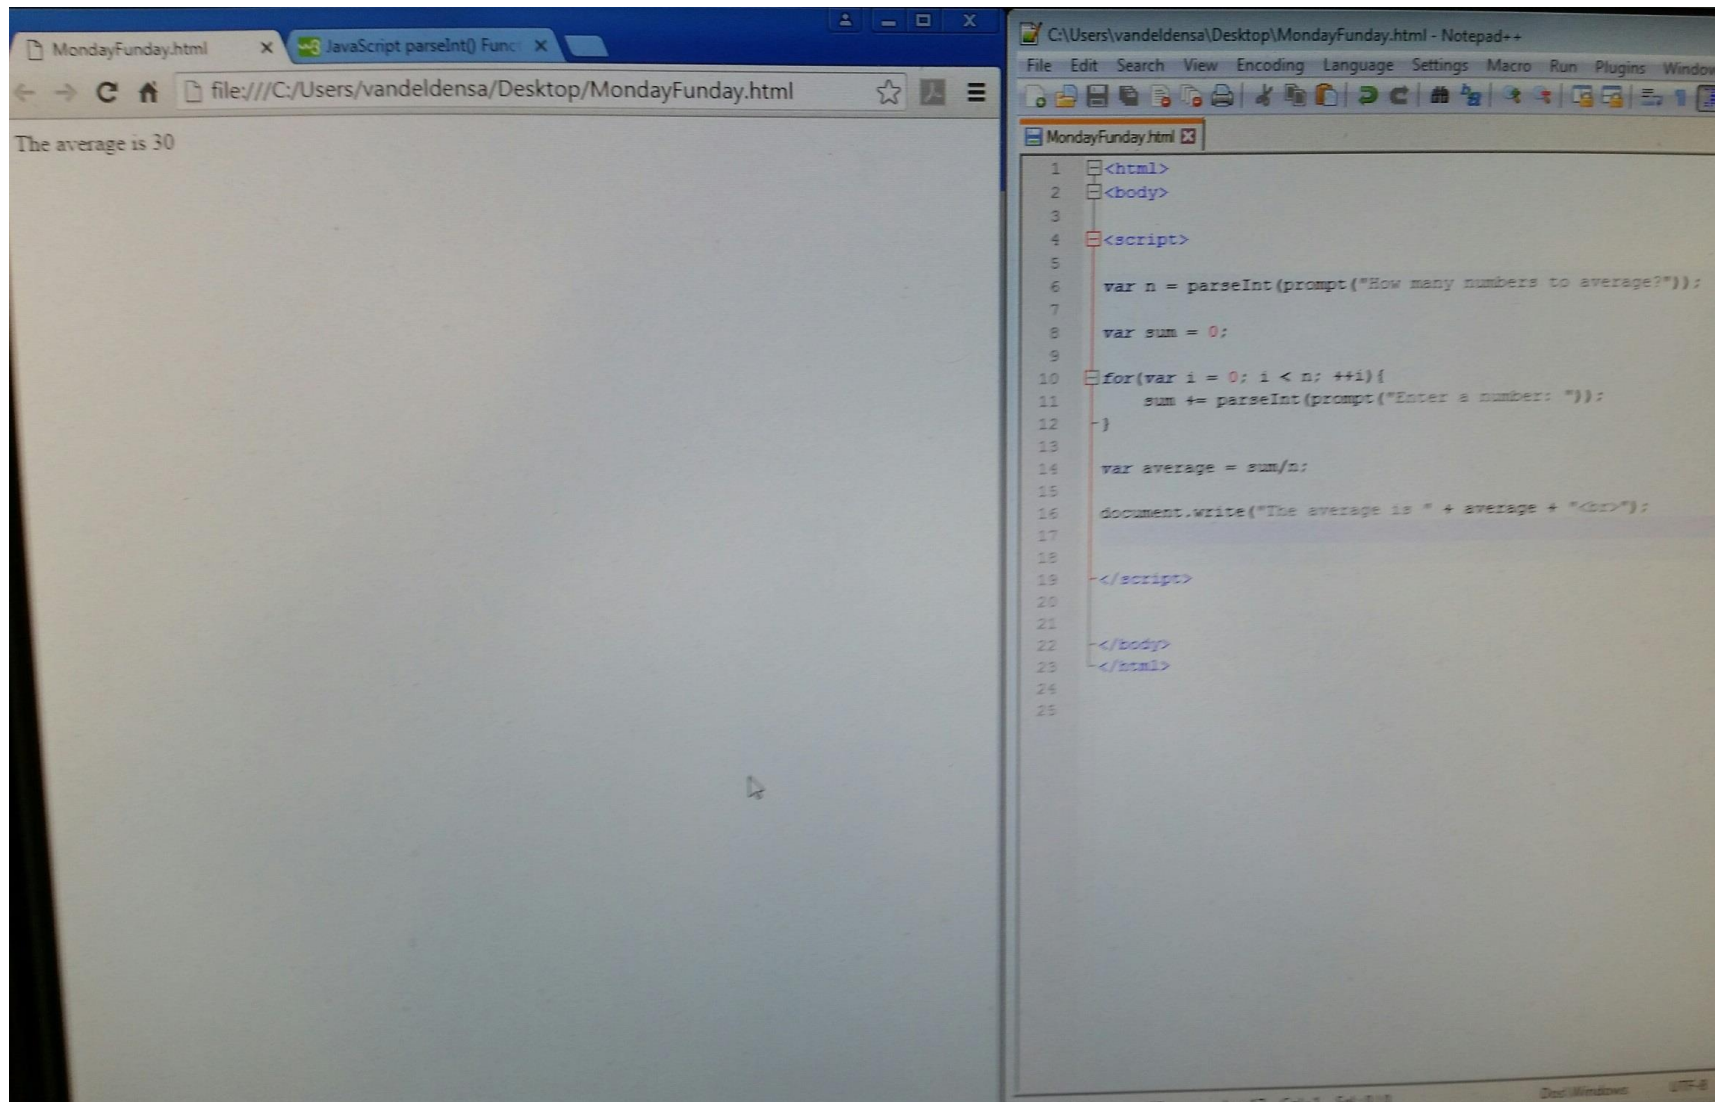 MondayFunday.html
JavaScript parseInt() Func
file:///C:/Users/vandeldensa/Desktop/MondayFunday.html
The average is 30
C:\Users\vandeldensa\Desktop\MondayFunday.html - Notepad++
File Edit Search View Encoding Language Settings Macro Run Plugins Window
MondayFunday.html
1 <html>
2 <body>
3
4 <script>
5
6 var n = parseInt(prompt("How many numbers to average?"));
7
8 var sum = 0;
9
10 for(var i = 0; i < n; ++i){
11 sum += parseInt(prompt("Enter a number: "));
12 }
13
14 var average = sum/n;
15
16 document.write("The average is " + average + "<br>");
17
18
19 </script>
20
21
22 </body>
23 </html>
24
25
Dos\Windows UTF-8